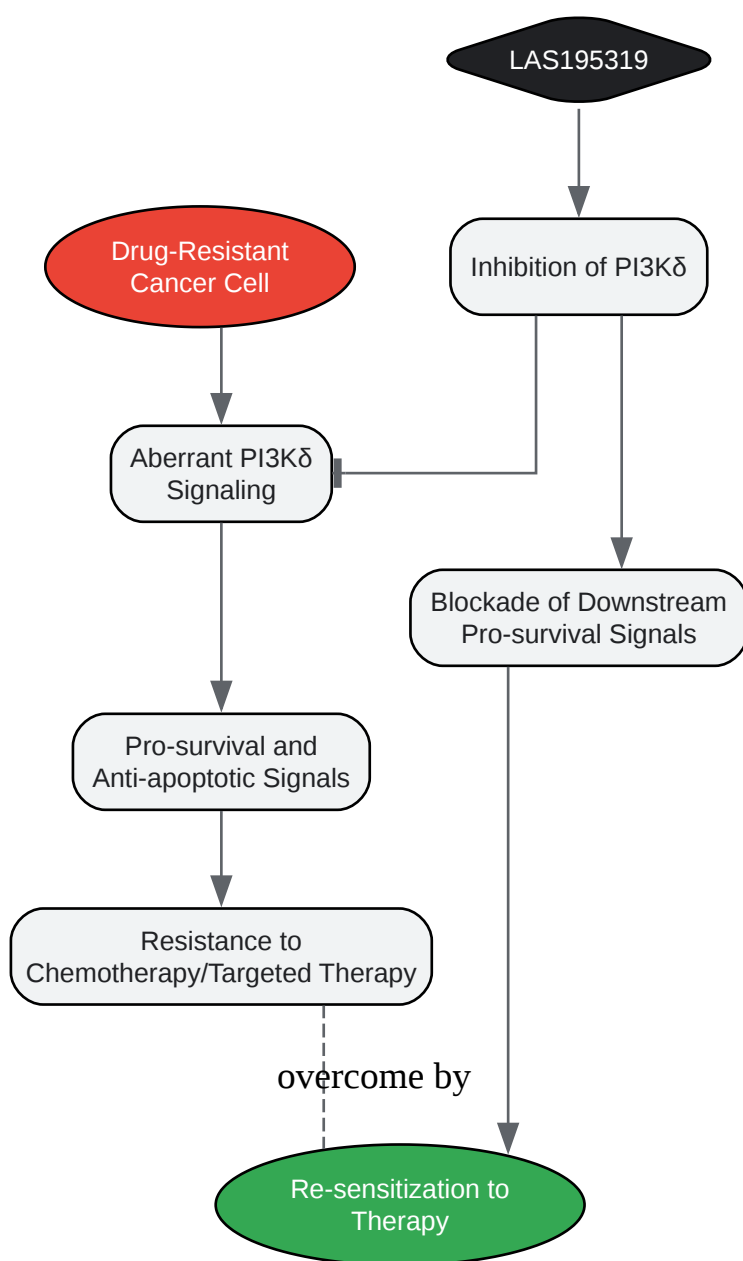 LAS195319
Drug-Resistant
Cancer Cell
Inhibition of PI3Kδ
Aberrant PI3Kδ
Signaling
Blockade of Downstream
Pro-survival Signals
Pro-survival and
Anti-apoptotic Signals
Resistance to
Chemotherapy/Targeted Therapy
overcome by
Re-sensitization to
Therapy